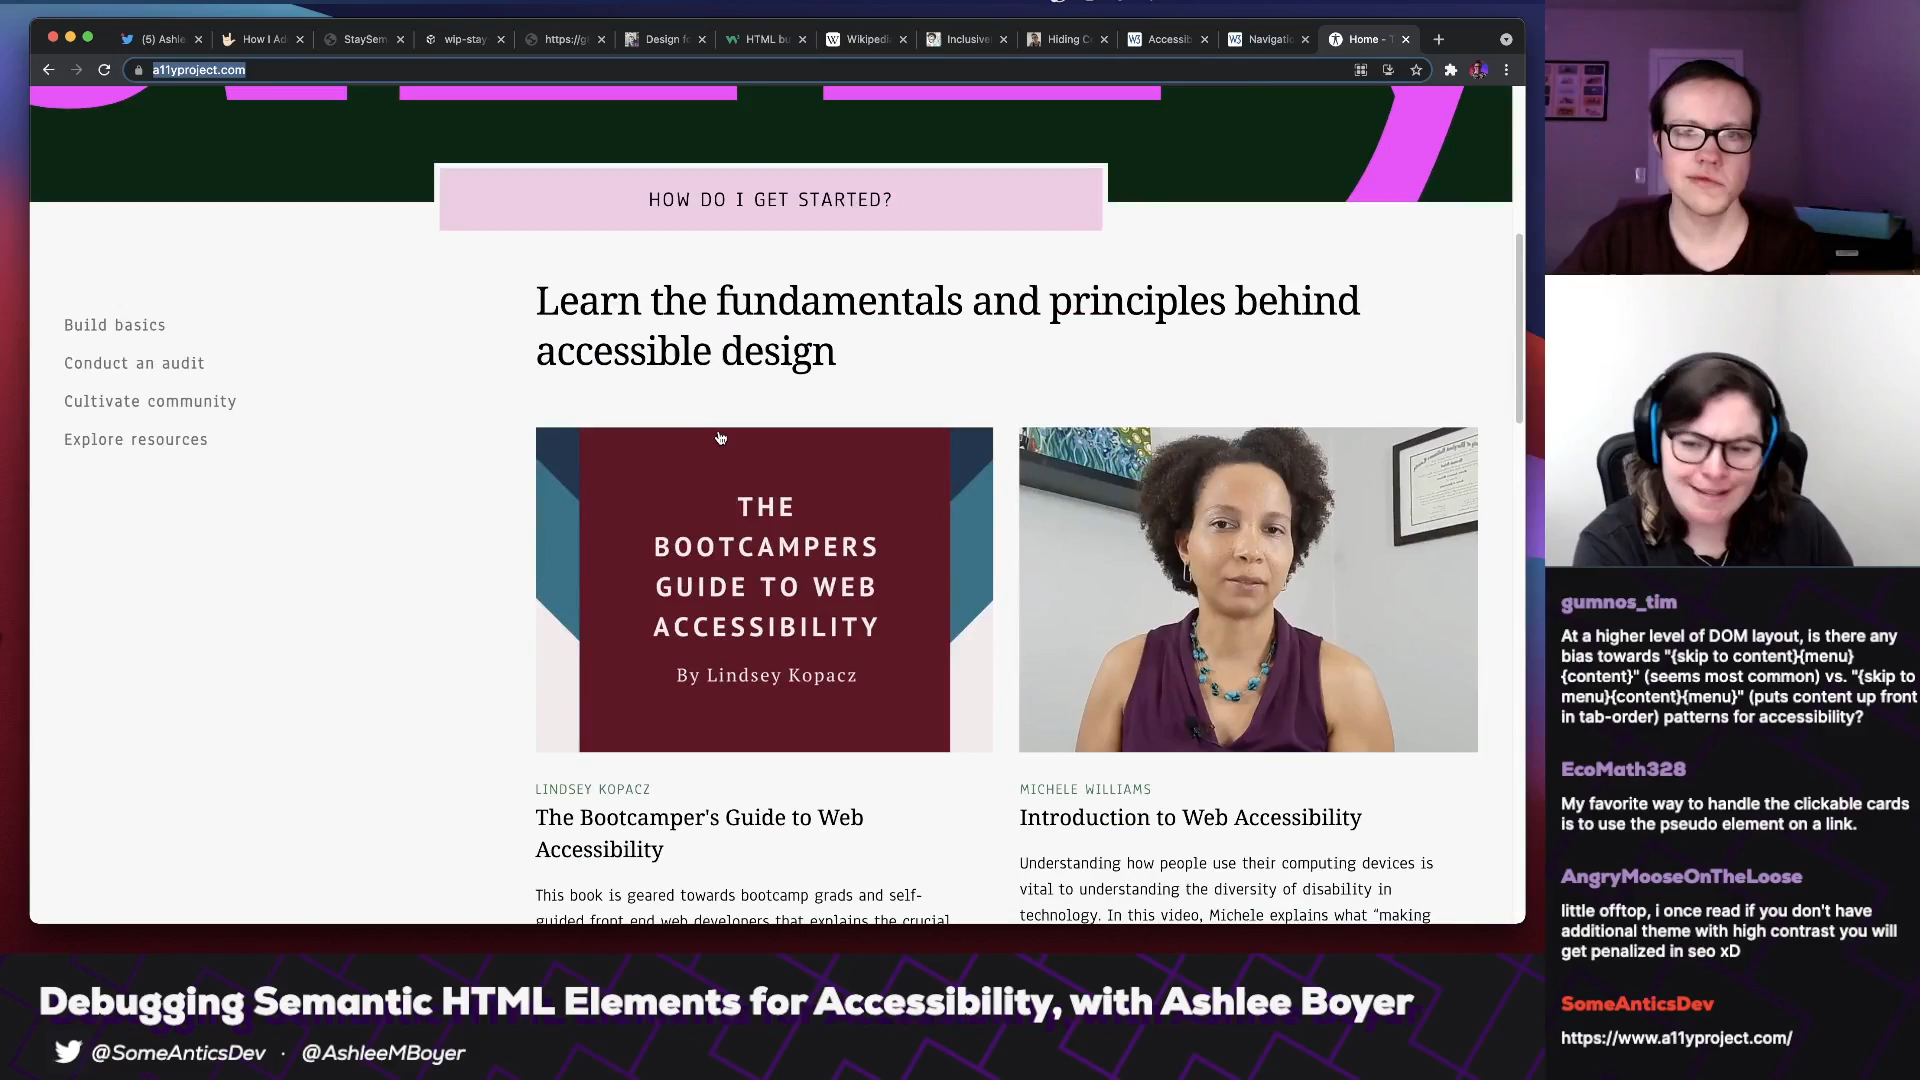 (5) Ashle
How I Ad
StaySem
wip-stay
https://g
Design fo
HTML bu
Wikipedi
Inclusive
Hiding C
Accessib
Navigatio
Home - T
a11yproject.com
HOW DO I GET STARTED?
Build basics
Conduct an audit
Cultivate community
Explore resources
Learn the fundamentals and principles behind
accessible design
THE
BOOTCAMPERS
GUIDE TO WEB
ACCESSIBILITY
By Lindsey Kopacz
LINDSEY KOPACZ
The Bootcamper's Guide to Web
Accessibility
This book is geared towards bootcamp grads and self-
guided front end web developers that explains the crucial
MICHELE WILLIAMS
Introduction to Web Accessibility
Understanding how people use their computing devices is
vital to understanding the diversity of disability in
technology. In this video, Michele explains what “making
gumnos_tim
At a higher level of DOM layout, is there any
bias towards "{skip to content}{menu}
{content}" (seems most common) vs. "{skip to
menu}{content}{menu}" (puts content up front
in tab-order) patterns for accessibility?
EcoMath328
My favorite way to handle the clickable cards
is to use the pseudo element on a link.
AngryMooseOnTheLoose
little offtop, i once read if you don't have
additional theme with high contrast you will
get penalized in seo xD
SomeAnticsDev
https://www.a11yproject.com/
Debugging Semantic HTML Elements for Accessibility, with Ashlee Boyer
@SomeAnticsDev · @AshleeMBoyer